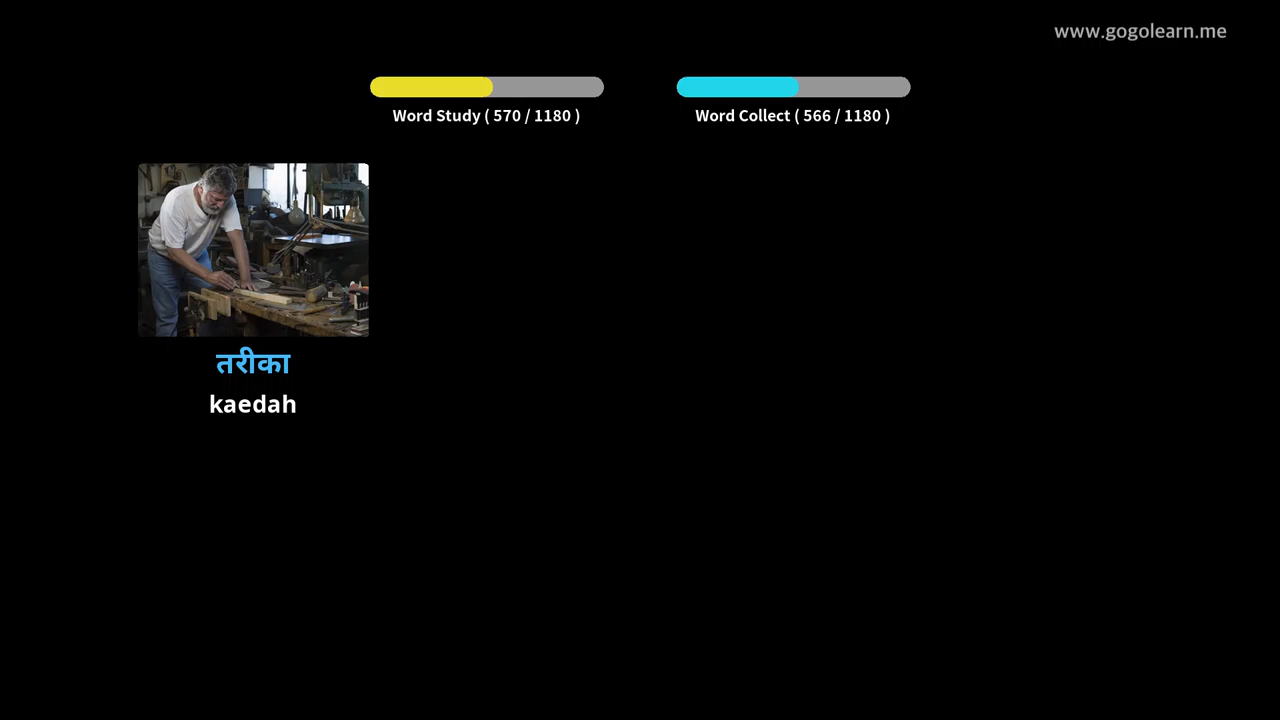 www.gogolearn.me
Word Study ( 570 / 1180 )
Word Collect ( 566 / 1180 )
तरीका
kaedah